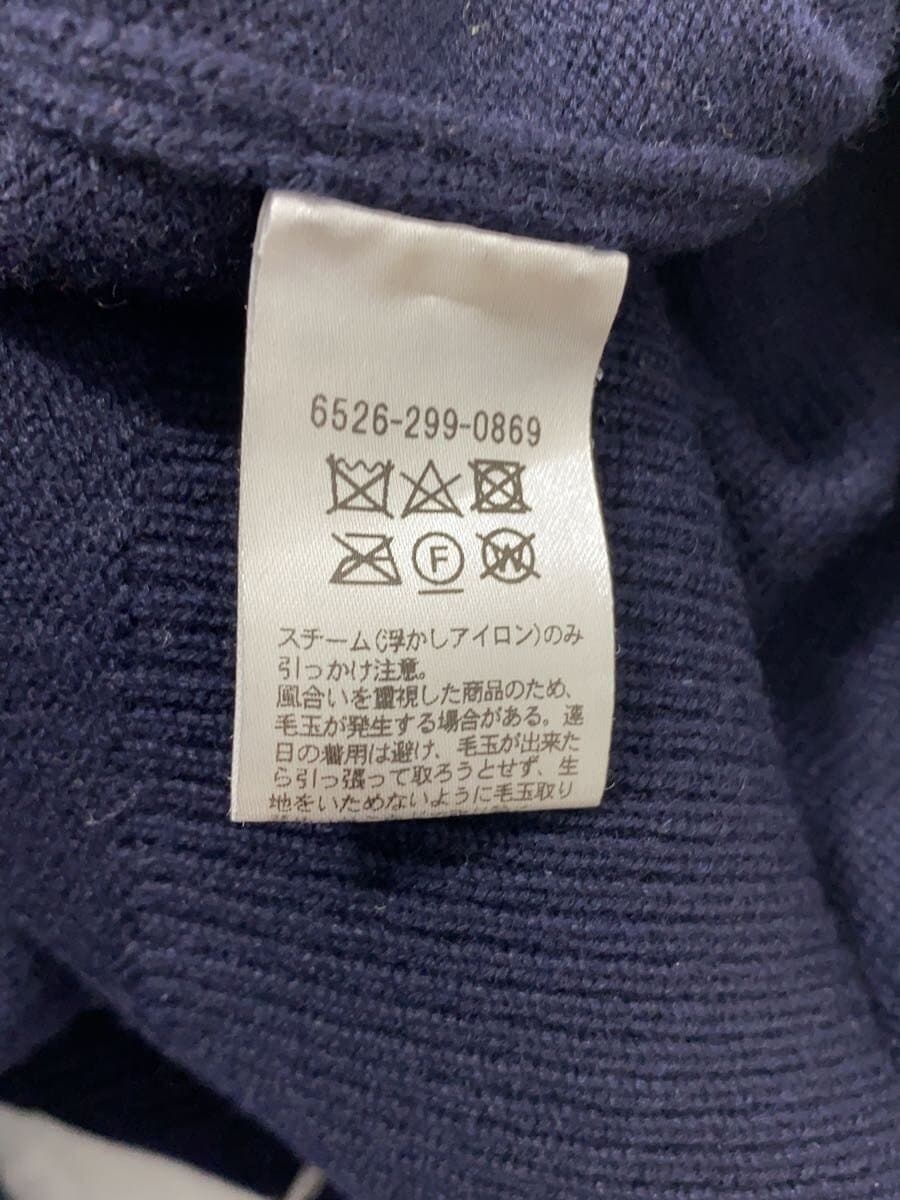 6526-299-0869
F
W
スチーム(浮かしアイロン)のみ
引っかけ注意。
風合いを重視した商品のため、
毛玉が発生する場合がある。連
日の着用は避け、毛玉が出来た
ら引っ張って取ろうとせず、生
地をいためないように毛玉取り